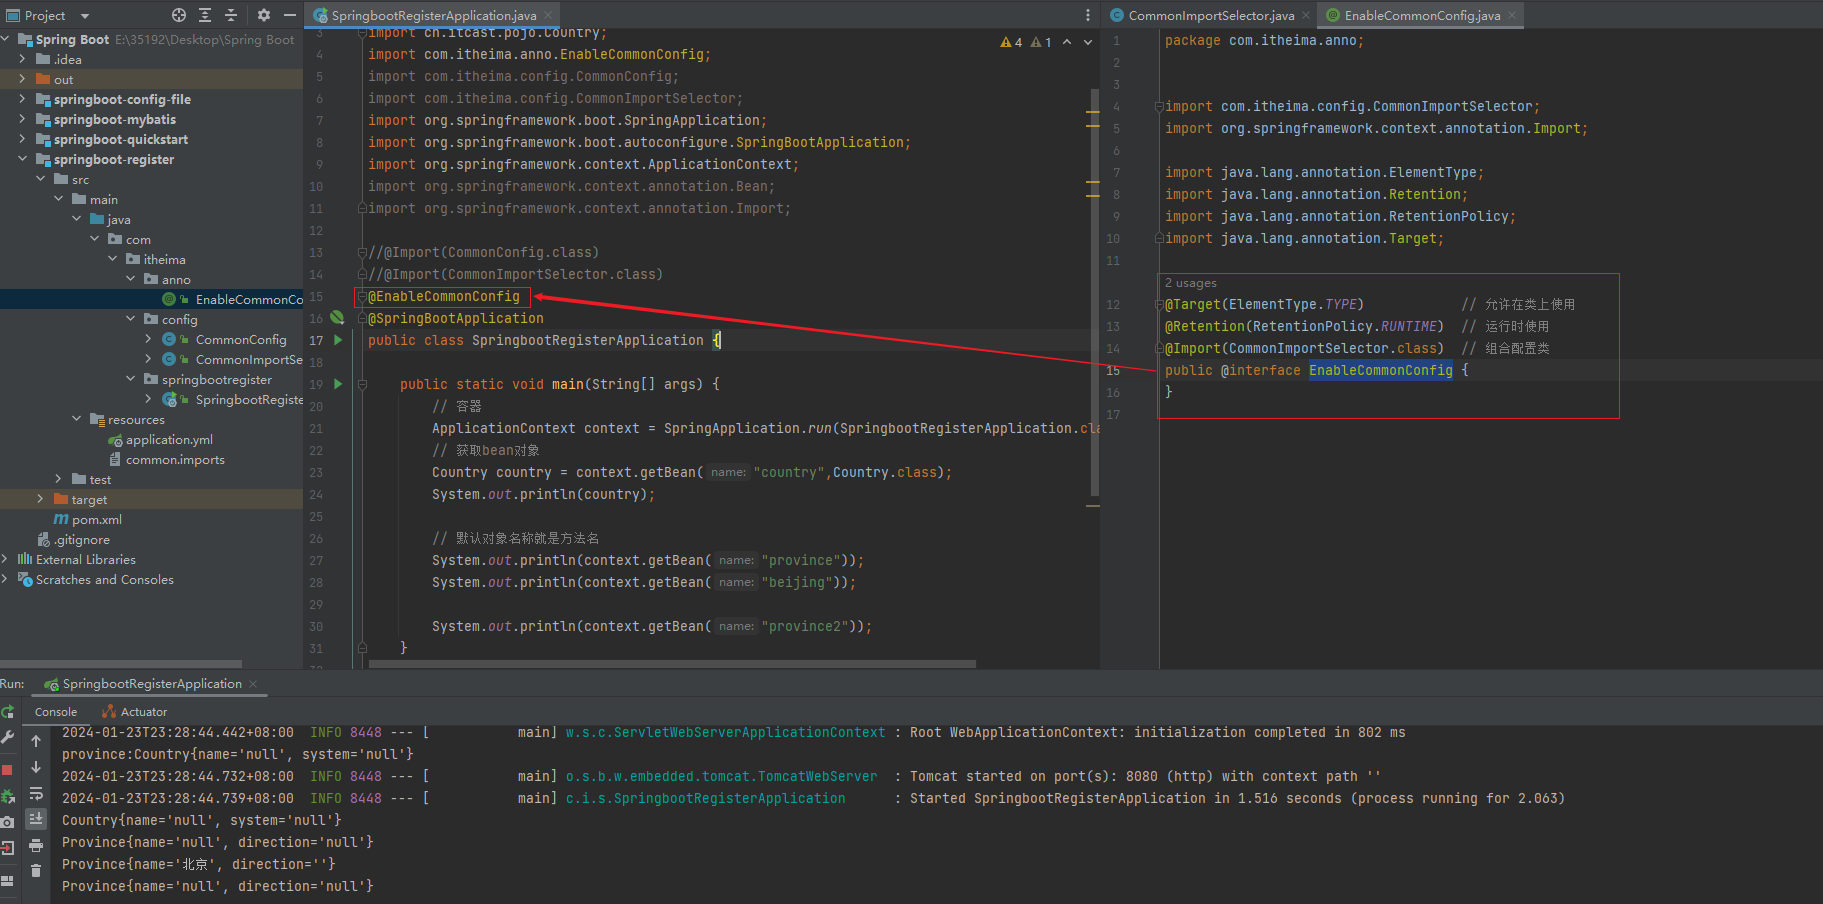 Project
Spring Boot E:\35192\Desktop\Spring Boot
.idea
out
springboot-config-file
springboot-mybatis
springboot-quickstart
springboot-register
src
main
java
com
itheima
anno
EnableCommonCo
config
CommonConfig
CommonImportSe
springbootregister
SpringbootRegiste
resources
application.yml
common.imports
test
target
pom.xml
.gitignore
External Libraries
Scratches and Consoles
SpringbootRegisterApplication.java
4 1
3 import cn.itcast.pojo.Country;
4 import com.itheima.anno.EnableCommonConfig;
5 import com.itheima.config.CommonConfig;
6 import com.itheima.config.CommonImportSelector;
7 import org.springframework.boot.SpringApplication;
8 import org.springframework.boot.autoconfigure.SpringBootApplication;
9 import org.springframework.context.ApplicationContext;
10 import org.springframework.context.annotation.Bean;
11 import org.springframework.context.annotation.Import;
12
13 //@Import(CommonConfig.class)
14 //@Import(CommonImportSelector.class)
15 @EnableCommonConfig
16 @SpringBootApplication
17 public class SpringbootRegisterApplication {
18
19 public static void main(String[] args) {
20 // 容器
21 ApplicationContext context = SpringApplication.run(SpringbootRegisterApplication.cla
22 // 获取bean对象
23 Country country = context.getBean( name: "country",Country.class);
24 System.out.println(country);
25
26 // 默认对象名称就是方法名
27 System.out.println(context.getBean( name: "province"));
28 System.out.println(context.getBean( name: "beijing"));
29
30 System.out.println(context.getBean( name: "province2"));
31 }
CommonImportSelector.java EnableCommonConfig.java
1 package com.itheima.anno;
2
3
4 import com.itheima.config.CommonImportSelector;
5 import org.springframework.context.annotation.Import;
6
7 import java.lang.annotation.ElementType;
8 import java.lang.annotation.Retention;
9 import java.lang.annotation.RetentionPolicy;
10 import java.lang.annotation.Target;
11
2 usages
12 @Target(ElementType.TYPE) // 允许在类上使用
13 @Retention(RetentionPolicy.RUNTIME) // 运行时使用
14 @Import(CommonImportSelector.class) // 组合配置类
15 public @interface EnableCommonConfig {
16 }
17
Run: SpringbootRegisterApplication
Console Actuator
2024-01-23T23:28:44.442+08:00 INFO 8448 --- [ main] w.s.c.ServletWebServerApplicationContext : Root WebApplicationContext: initialization completed in 802 ms
province:Country{name='null', system='null'}
2024-01-23T23:28:44.732+08:00 INFO 8448 --- [ main] o.s.b.w.embedded.tomcat.TomcatWebServer : Tomcat started on port(s): 8080 (http) with context path ''
2024-01-23T23:28:44.739+08:00 INFO 8448 --- [ main] c.i.s.SpringbootRegisterApplication : Started SpringbootRegisterApplication in 1.516 seconds (process running for 2.063)
Country{name='null', system='null'}
Province{name='null', direction='null'}
Province{name='北京', direction=''}
Province{name='null', direction='null'}